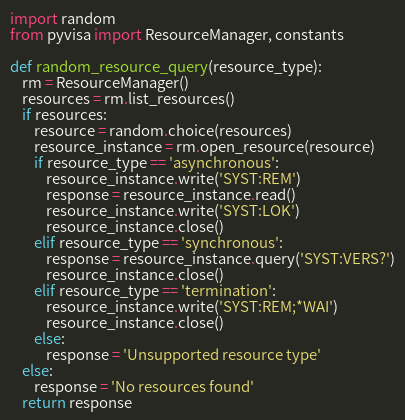 import random
from pyvisa import ResourceManager, constants

def random_resource_query(resource_type):
    rm = ResourceManager()
    resources = rm.list_resources()
    if resources:
        resource = random.choice(resources)
        resource_instance = rm.open_resource(resource)
        if resource_type == 'asynchronous':
            resource_instance.write('SYST:REM')
            response = resource_instance.read()
            resource_instance.write('SYST:LOK')
            resource_instance.close()
        elif resource_type == 'synchronous':
            response = resource_instance.query('SYST:VERS?')
            resource_instance.close()
        elif resource_type == 'termination':
            resource_instance.write('SYST:REM;*WAI')
            resource_instance.close()
        else:
            response = 'Unsupported resource type'
    else:
        response = 'No resources found'
    return response